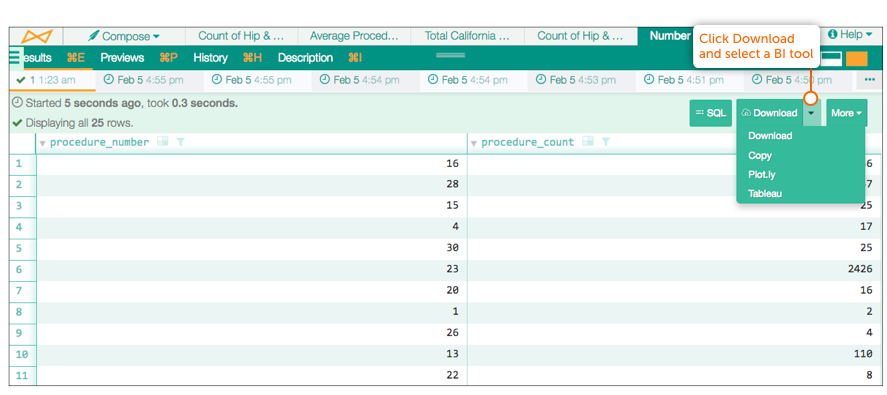 Compose
Count of Hip & ...
Average Proced...
Total California ...
Count of Hip & ...
Number
Help
Click Download
and select a BI tool
esults ⌘E Previews ⌘P History ⌘H Description ⌘I
1 1:23 am
Feb 5 4:55 pm
Feb 5 4:55 pm
Feb 5 4:54 pm
Feb 5 4:54 pm
Feb 5 4:53 pm
Feb 5 4:51 pm
Feb 5 4:50 pm
...
Started 5 seconds ago, took 0.3 seconds.
Displaying all 25 rows.
SQL
Download
More
Download
Copy
Plot.ly
Tableau
procedure_number procedure_count
1 16 6
2 28 7
3 15 25
4 4 17
5 30 25
6 23 2426
7 20 16
8 1 2
9 26 4
10 13 110
11 22 8